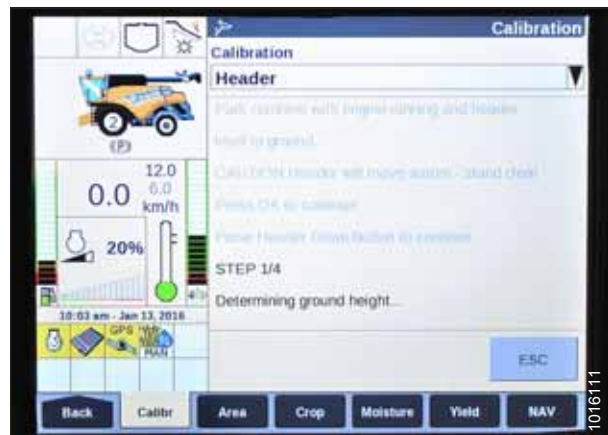 Calibration
Calibration
Header
Park combine with engine running and header
level to ground.
CAUTION Header will move - stand clear
Press OK to continue
Press Header Down Button to continue
STEP 1/4
Determining ground height...
ESC
2
(P)
12.0
0.0
6.0
km/h
20%
10:03 am - Jan 13, 2016
GPS
MAN
Back
Calibr
Area
Crop
Moisture
Yield
NAV
1016111